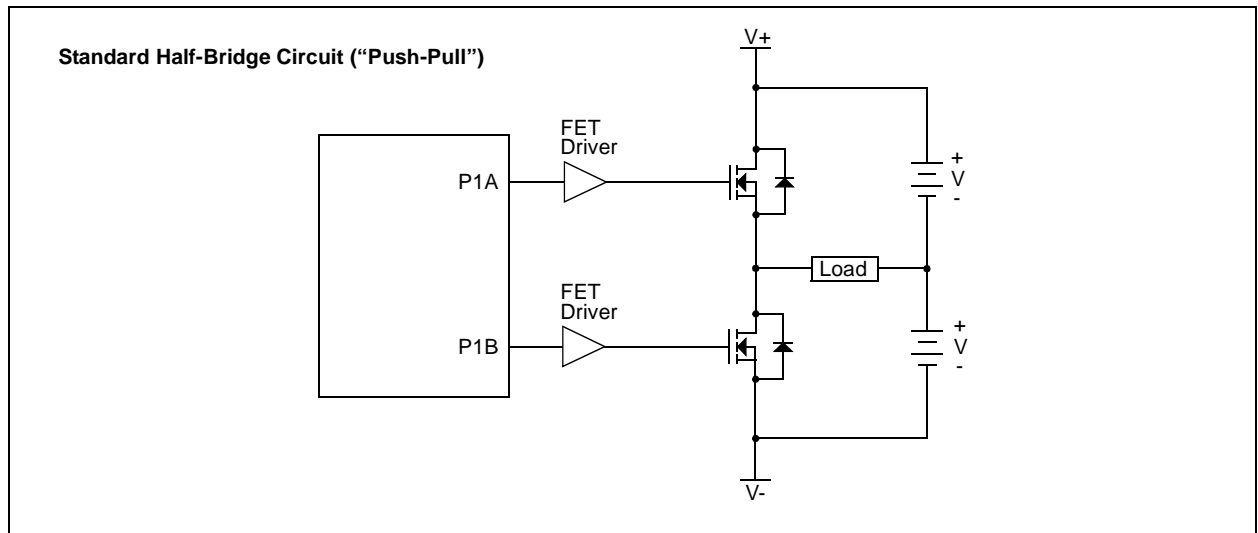 Standard Half-Bridge Circuit (“Push-Pull”)
V+
FET
Driver
P1A
+
V
-
Load
FET
Driver
P1B
+
V
-
V-